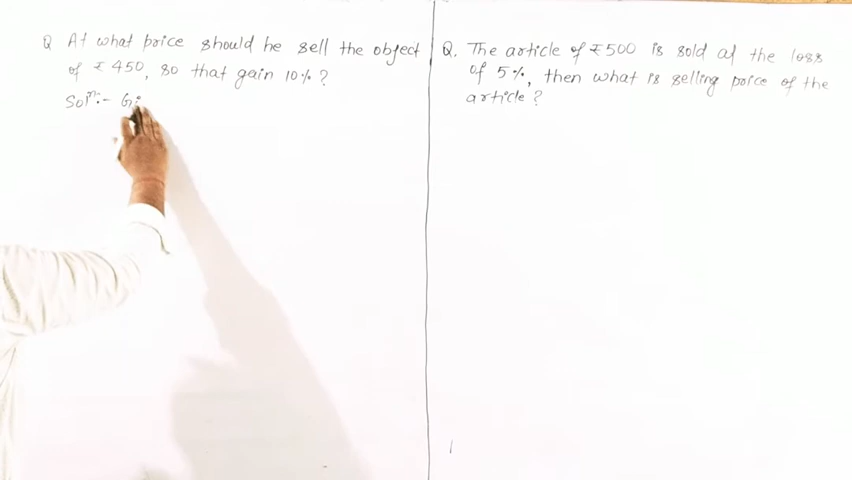 Q At what price should he sell the object
of ₹ 450, so that gain 10% ?
Solⁿ:- Gi
Q. The article of ₹500 is sold at the loss
of 5%, then what is selling price of the
article ?